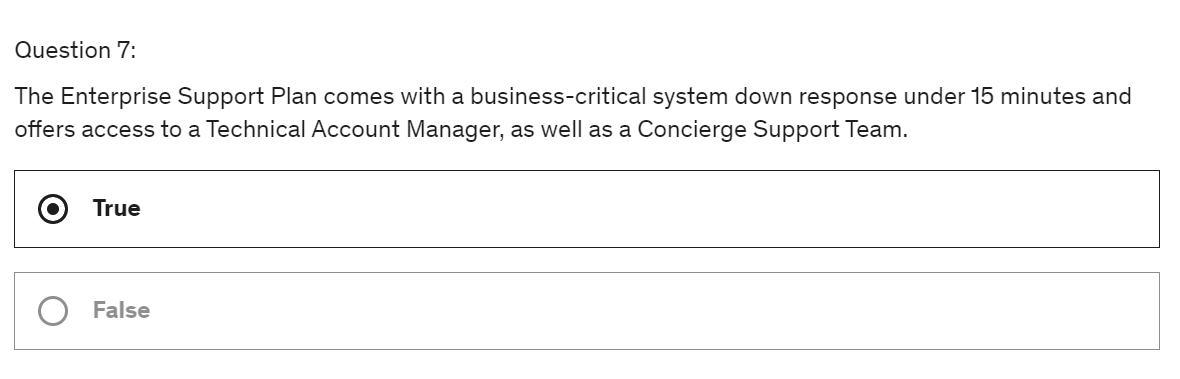 Question 7:
The Enterprise Support Plan comes with a business-critical system down response under 15 minutes and
offers access to a Technical Account Manager, as well as a Concierge Support Team.
True
False